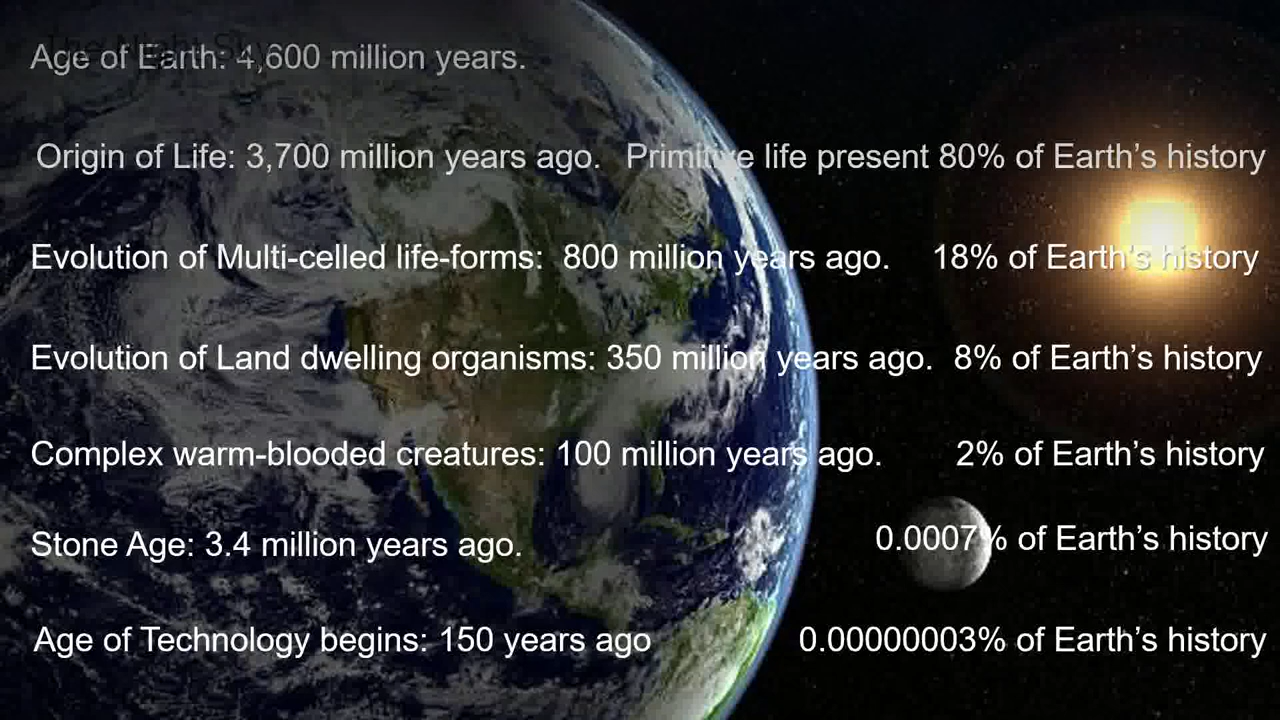 The Night Sky
Age of Earth: 4,600 million years.
Origin of Life: 3,700 million years ago. Primitive life present 80% of Earth’s history
Evolution of Multi-celled life-forms: 800 million years ago. 18% of Earth’s history
Evolution of Land dwelling organisms: 350 million years ago. 8% of Earth’s history
Complex warm-blooded creatures: 100 million years ago. 2% of Earth’s history
Stone Age: 3.4 million years ago. 0.0007% of Earth’s history
Age of Technology begins: 150 years ago 0.00000003% of Earth’s history